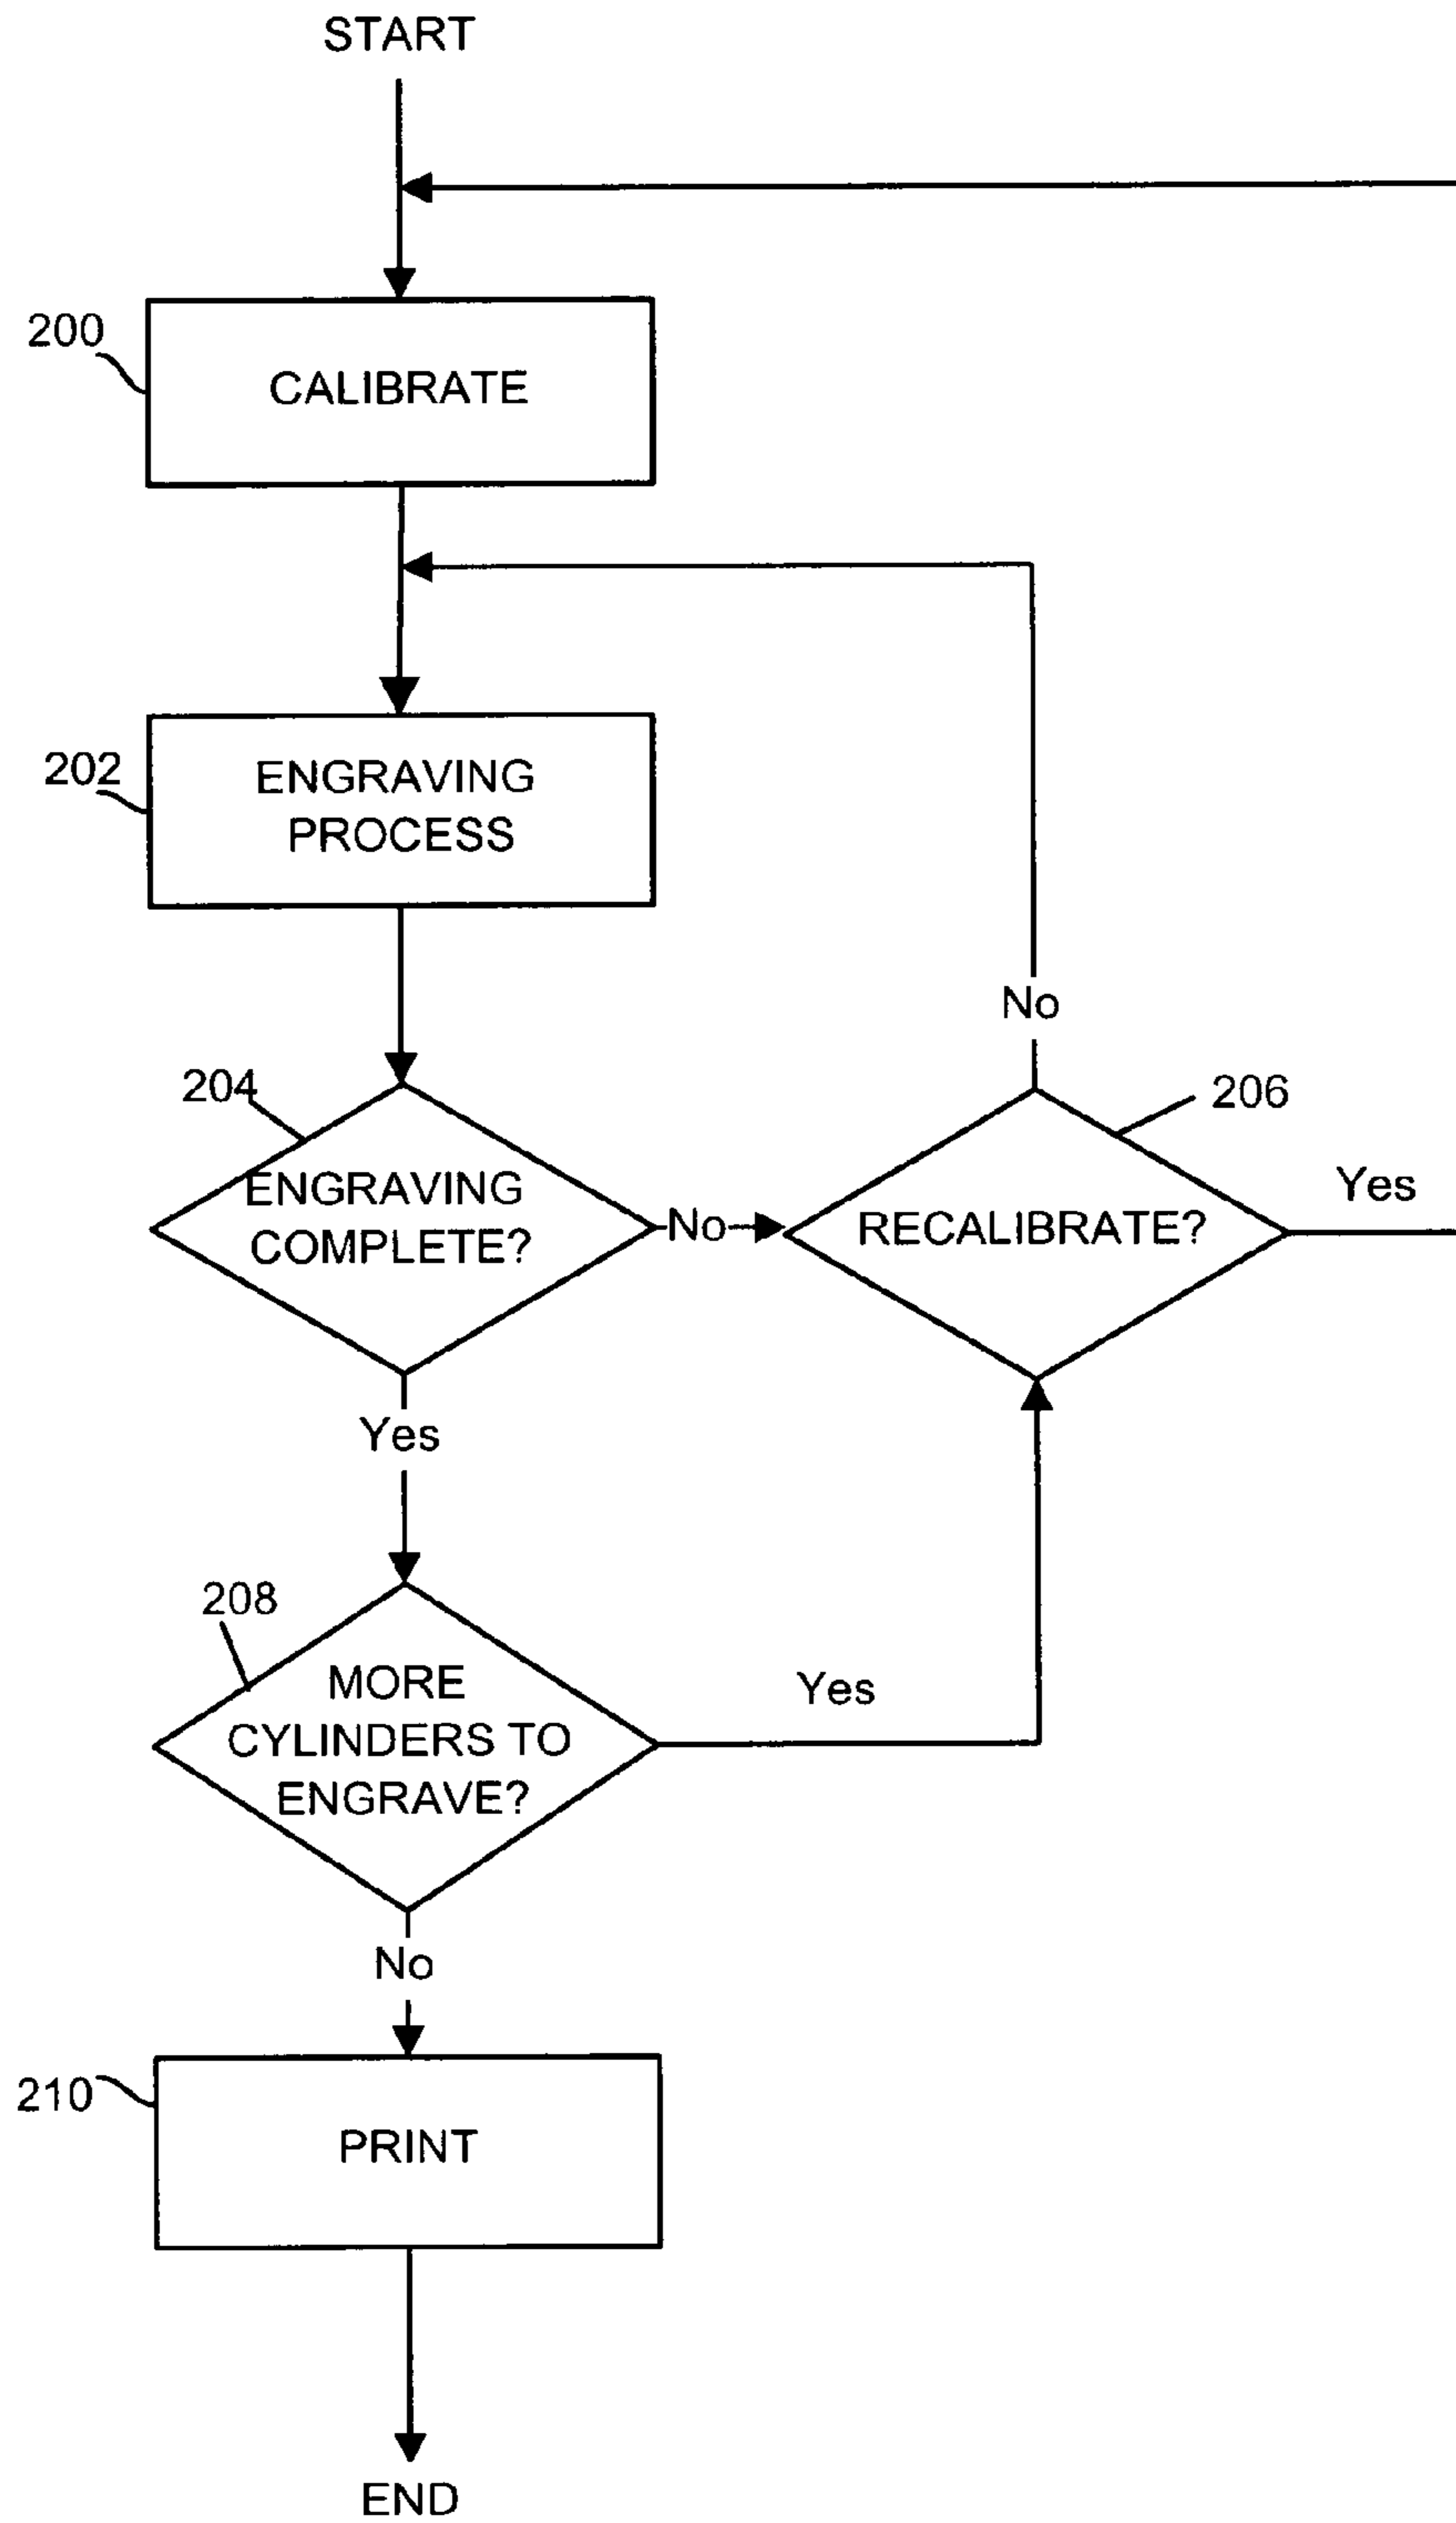 START
200
CALIBRATE
202
ENGRAVING
PROCESS
No
204
206
ENGRAVING
COMPLETE?
No
RECALIBRATE?
Yes
Yes
208
MORE
CYLINDERS TO
ENGRAVE?
Yes
No
210
PRINT
END